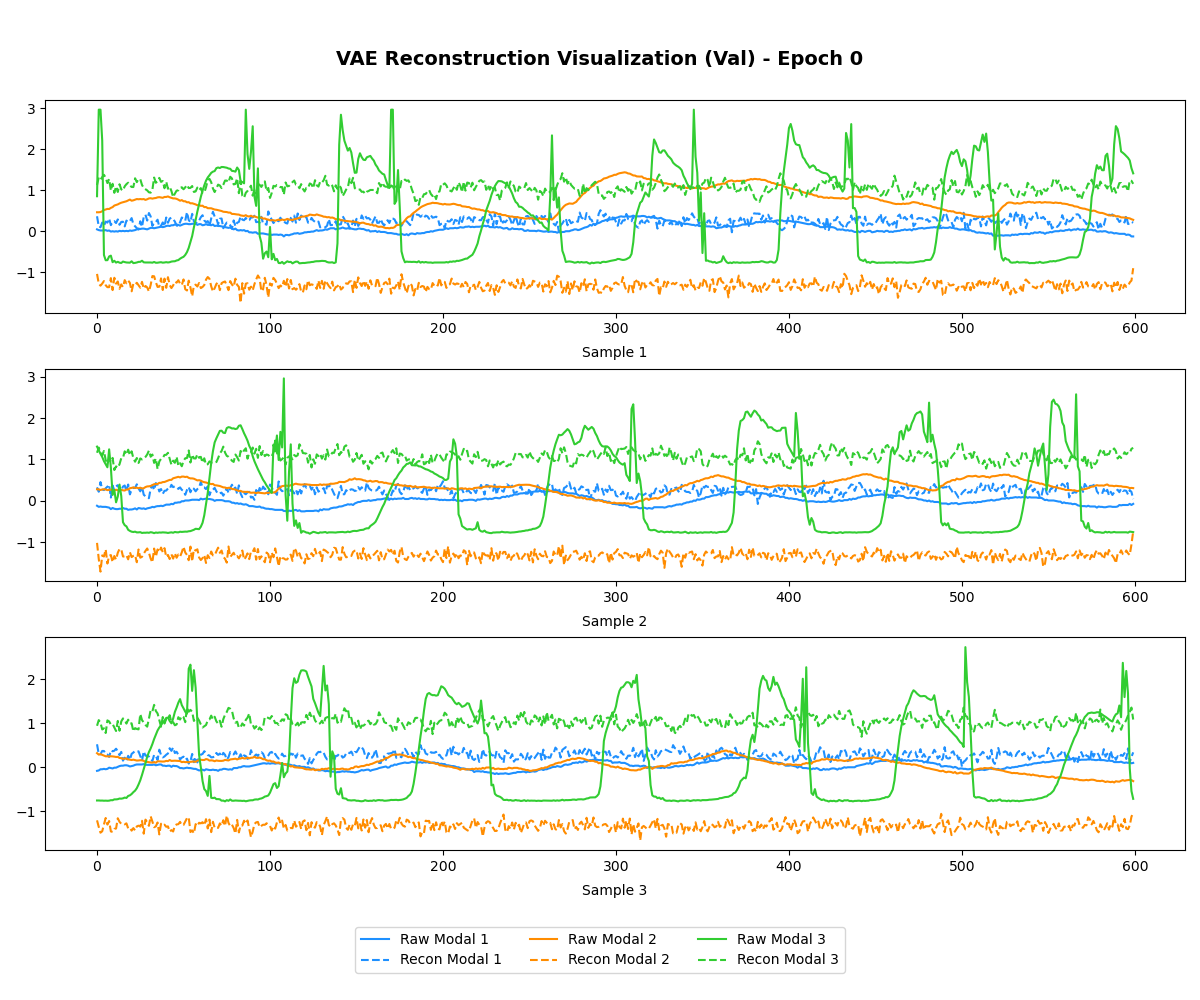 VAE Reconstruction Visualization (Val) - Epoch 0
3
2
1
0
−1
0 100 200 300 400 500 600
Sample 1
3
2
1
0
−1
0 100 200 300 400 500 600
Sample 2
2
1
0
−1
0 100 200 300 400 500 600
Sample 3
Raw Modal 1 Raw Modal 2 Raw Modal 3
Recon Modal 1 Recon Modal 2 Recon Modal 3